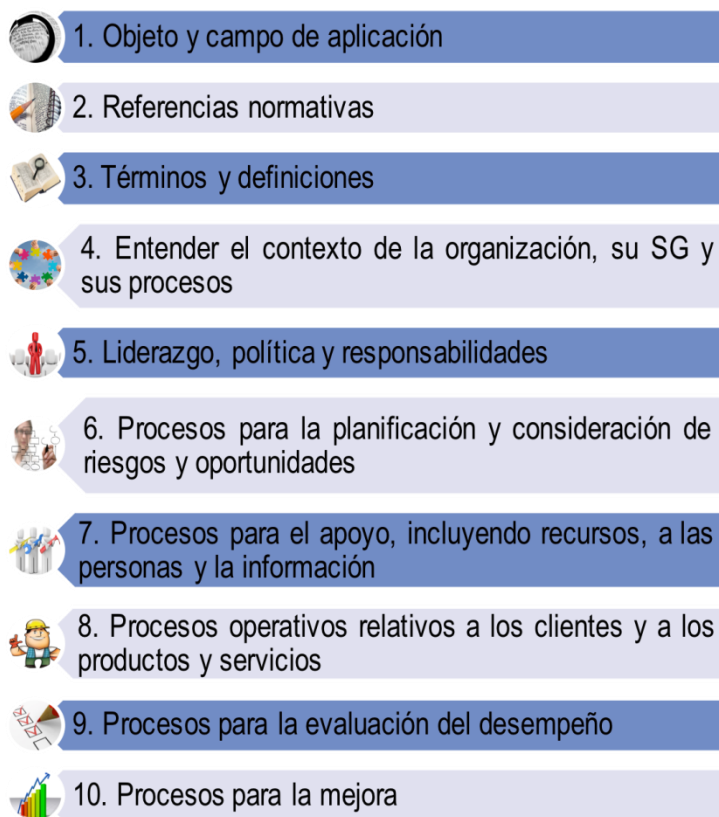 1. Objeto y campo de aplicación
2. Referencias normativas
3. Términos y definiciones
4. Entender el contexto de la organización, su SG y
sus procesos
5. Liderazgo, política y responsabilidades
6. Procesos para la planificación y consideración de
riesgos y oportunidades
7. Procesos para el apoyo, incluyendo recursos, a las
personas y la información
8. Procesos operativos relativos a los clientes y a los
productos y servicios
9. Procesos para la evaluación del desempeño
10. Procesos para la mejora